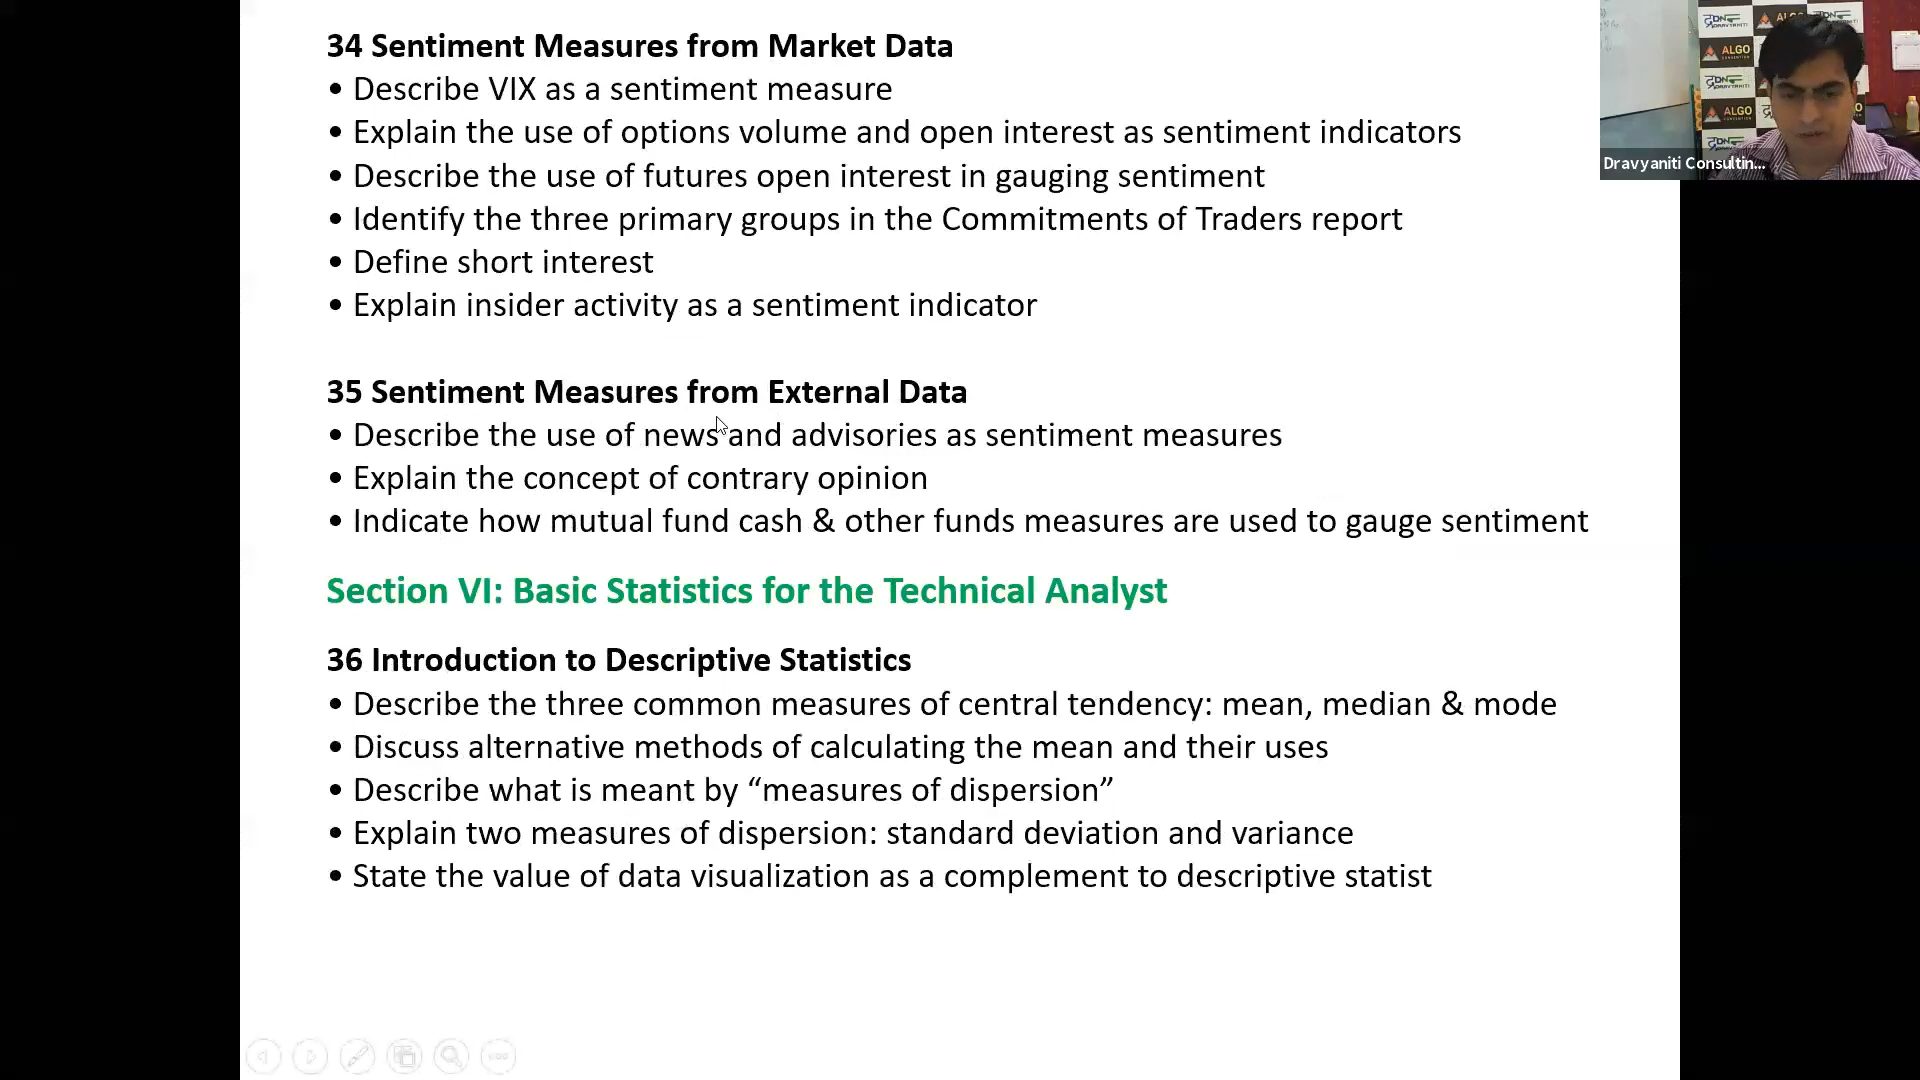 34 Sentiment Measures from Market Data
• Describe VIX as a sentiment measure
• Explain the use of options volume and open interest as sentiment indicators
• Describe the use of futures open interest in gauging sentiment
• Identify the three primary groups in the Commitments of Traders report
• Define short interest
• Explain insider activity as a sentiment indicator
35 Sentiment Measures from External Data
• Describe the use of news and advisories as sentiment measures
• Explain the concept of contrary opinion
• Indicate how mutual fund cash & other funds measures are used to gauge sentiment
Section VI: Basic Statistics for the Technical Analyst
36 Introduction to Descriptive Statistics
• Describe the three common measures of central tendency: mean, median & mode
• Discuss alternative methods of calculating the mean and their uses
• Describe what is meant by “measures of dispersion”
• Explain two measures of dispersion: standard deviation and variance
• State the value of data visualization as a complement to descriptive statist
ALGO
ALGO
ALGO
Dravyaniti Consultin...